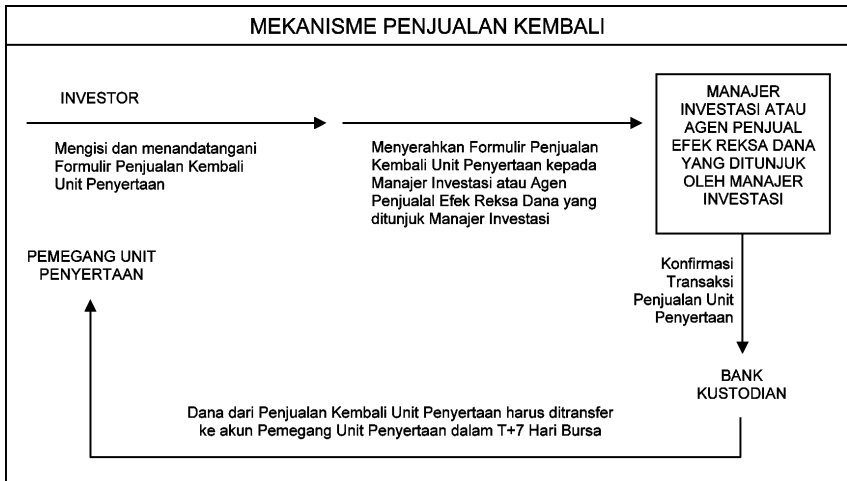 MEKANISME PENJUALAN KEMBALI
INVESTOR
Mengisi dan menandatangani
Formulir Penjualan Kembali
Unit Penyertaan
Menyerahkan Formulir Penjualan
Kembali Unit Penyertaan kepada
Manajer Investasi atau Agen
Penjualal Efek Reksa Dana yang
ditunjuk Manajer Investasi
MANAJER
INVESTASI ATAU
AGEN PENJUAL
EFEK REKSA DANA
YANG DITUNJUK
OLEH MANAJER
INVESTASI
PEMEGANG UNIT
PENYERTAAN
Konfirmasi
Transaksi
Penjualan Unit
Penyertaan
BANK
KUSTODIAN
Dana dari Penjualan Kembali Unit Penyertaan harus ditransfer
ke akun Pemegang Unit Penyertaan dalam T+7 Hari Bursa